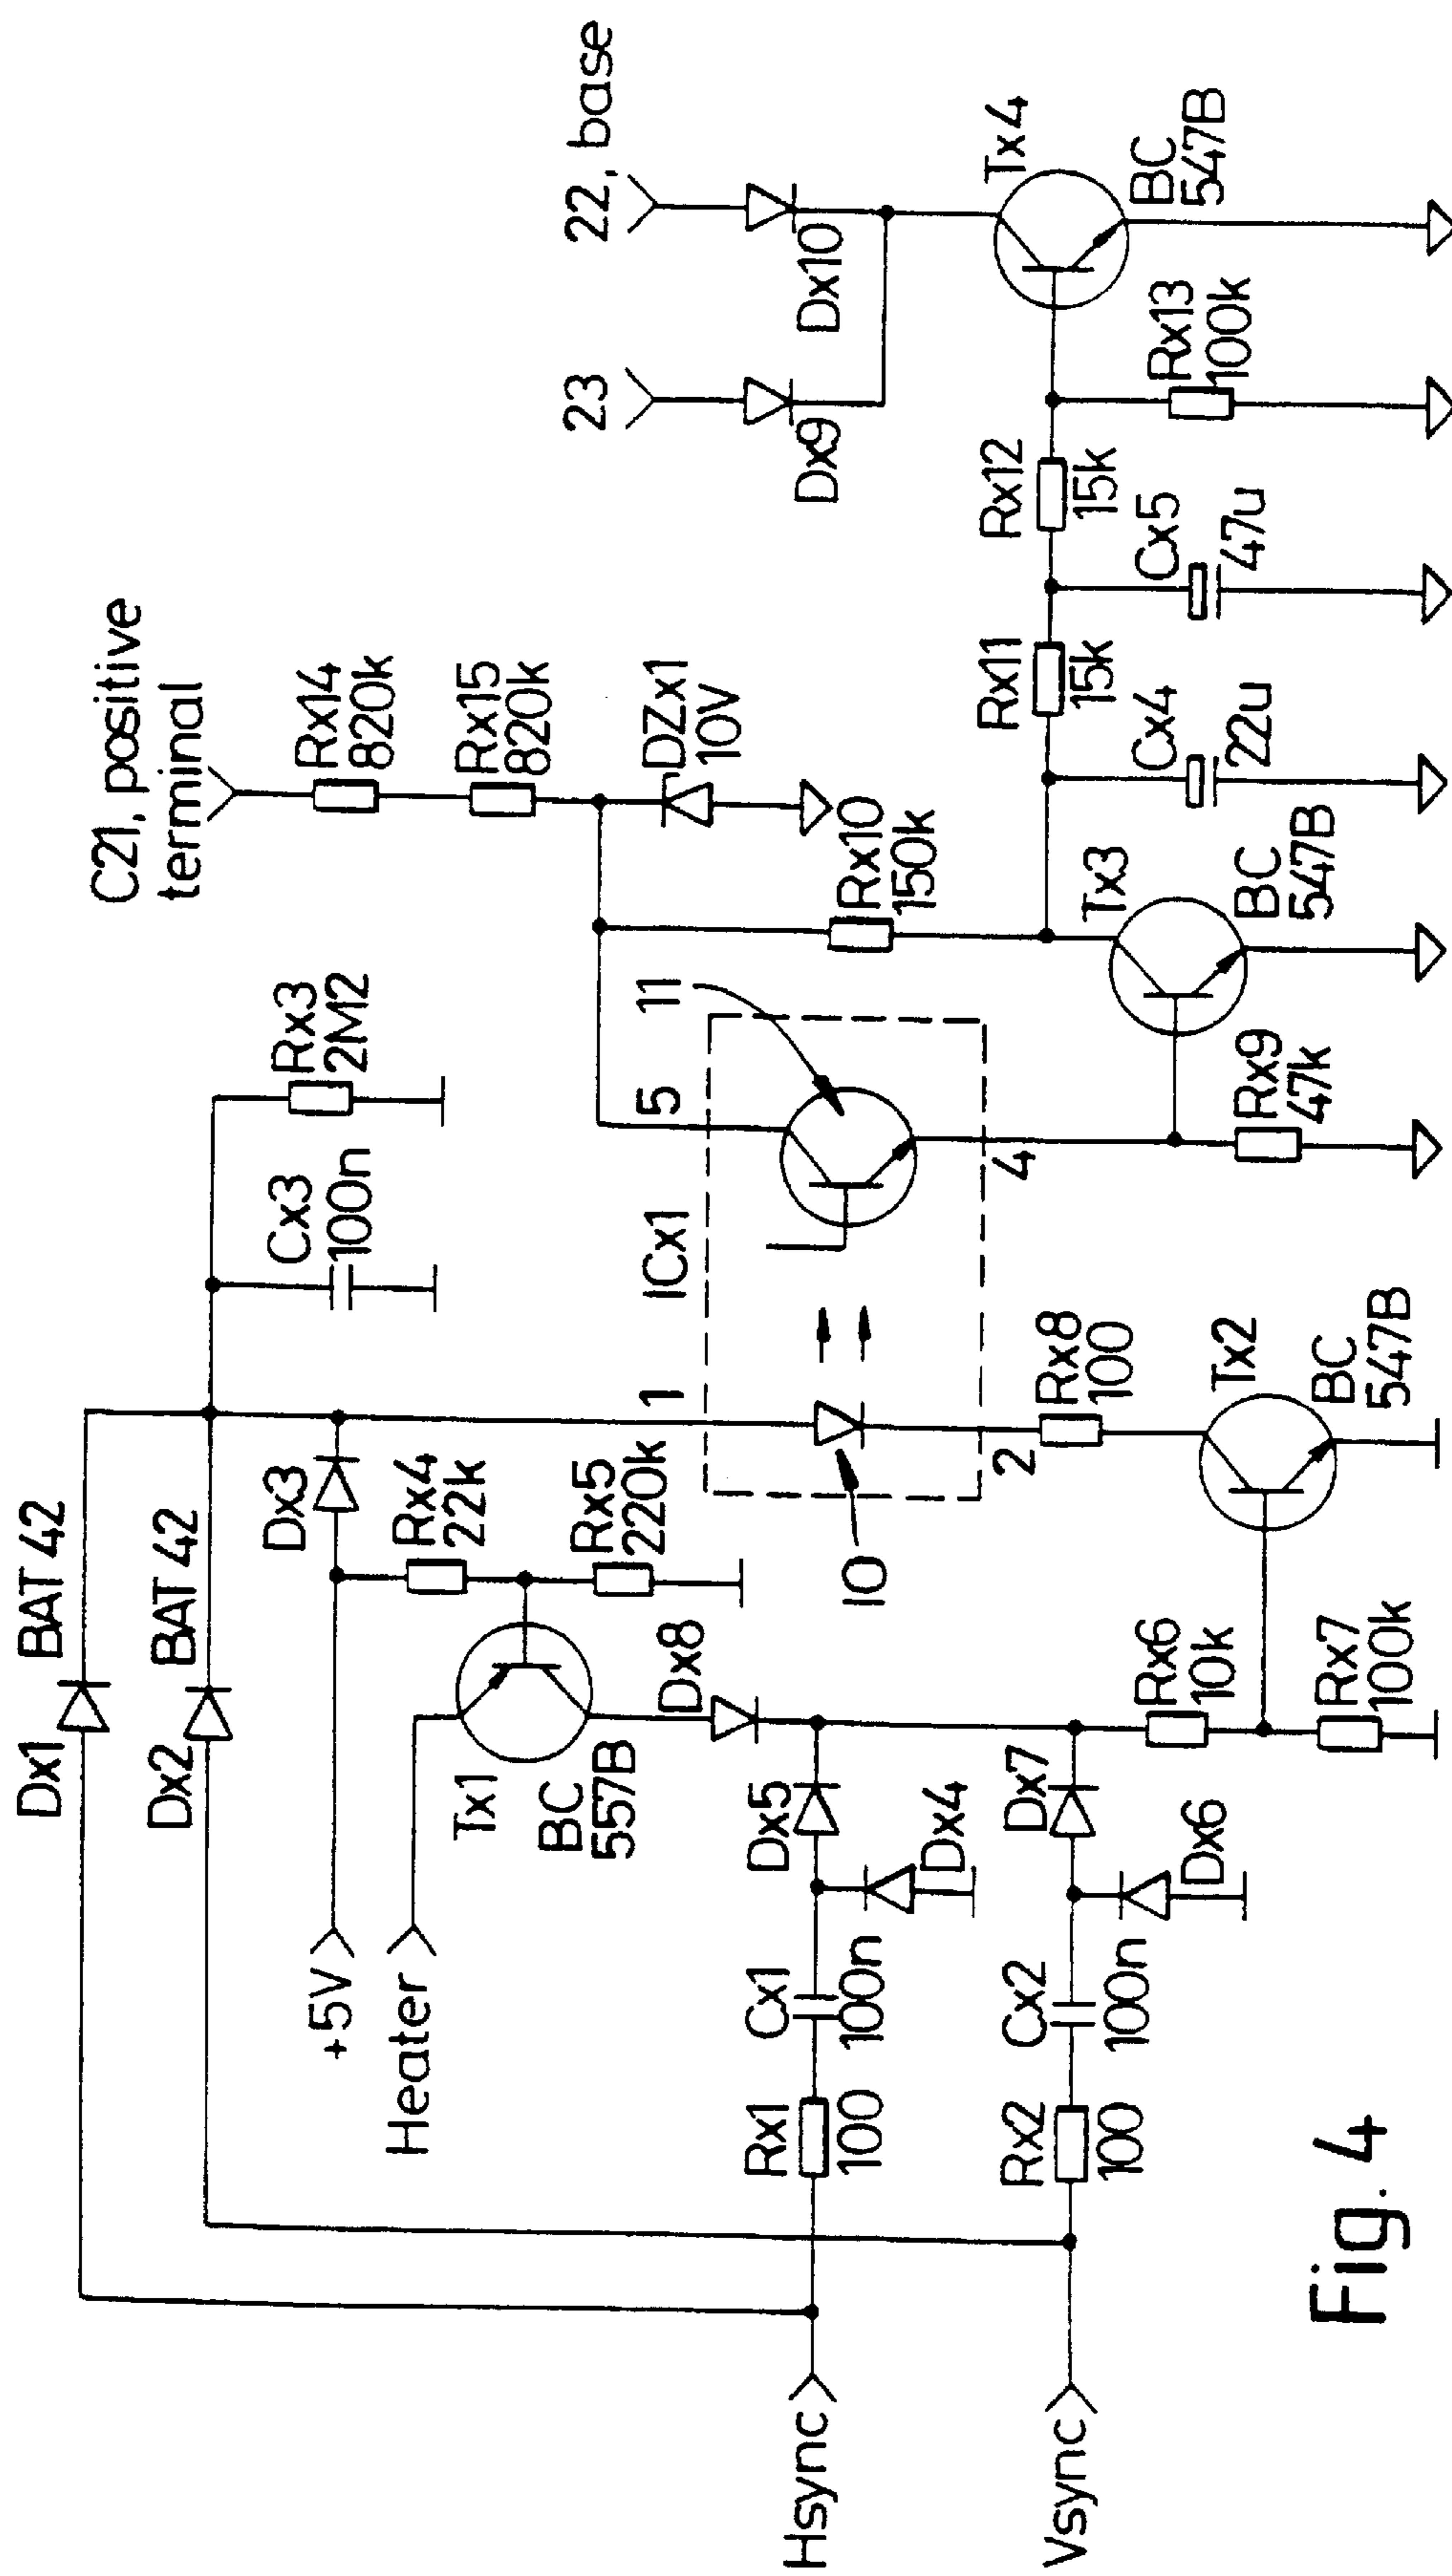 Dx1
BAT 42
Dx2
BAT 42
C21, positive
terminal
Rx3
2M2
Cx3
100n
Dx3
+5V
Heater
Rx4
22k
Rx5
220k
Tx1
BC
557B
Dx8
Rx14
820k
Rx15
820k
DZx1
10V
22, base
23
Dx10
Dx9
ICx1
1
5
11
10
2
4
Rx10
150k
Rx8
100
Hsync
Rx1
100
Cx1
100n
Dx5
Dx4
Vsync
Rx2
100
Cx2
100n
Dx7
Dx6
Rx6
10k
Rx7
100k
Tx2
BC
547B
Rx9
47k
Tx3
BC
547B
Rx11
15k
Cx4
22u
Rx12
15k
Cx5
47u
Rx13
100k
Tx4
BC
547B
Fig. 4